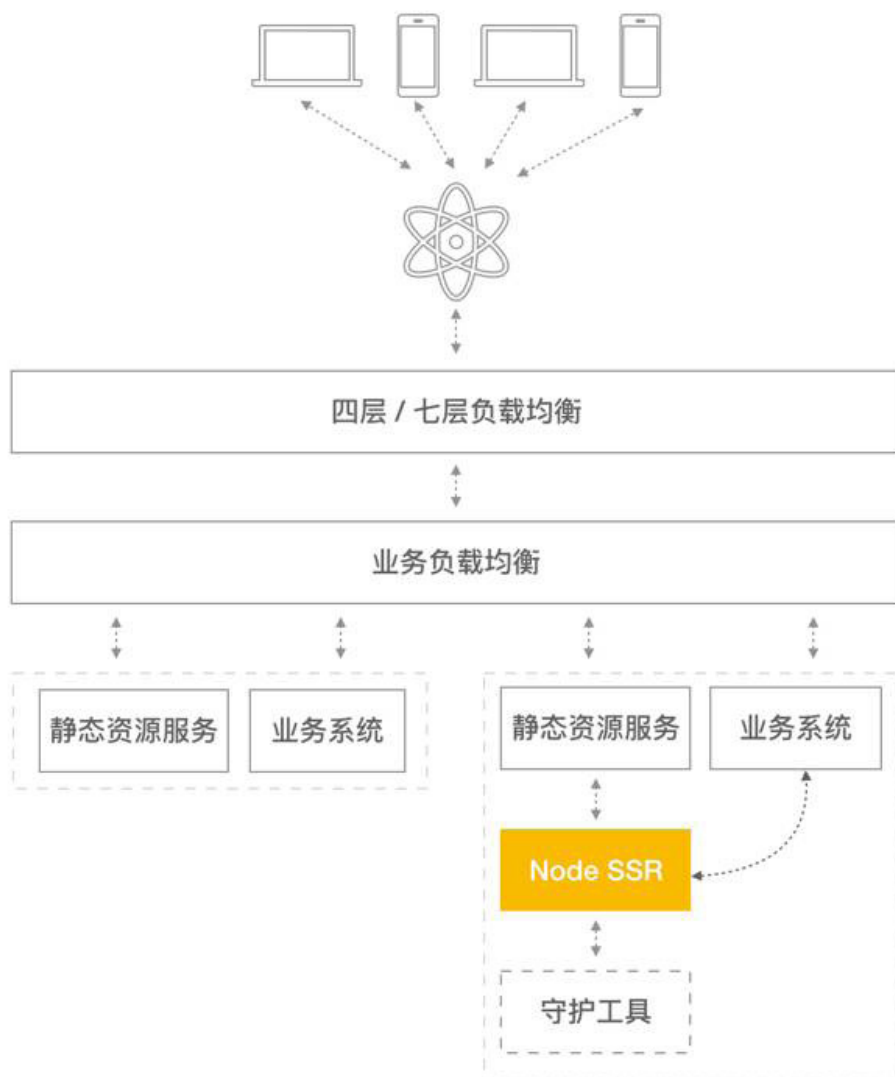 四层 / 七层负载均衡
业务负载均衡
静态资源服务
业务系统
静态资源服务
业务系统
Node SSR
守护工具